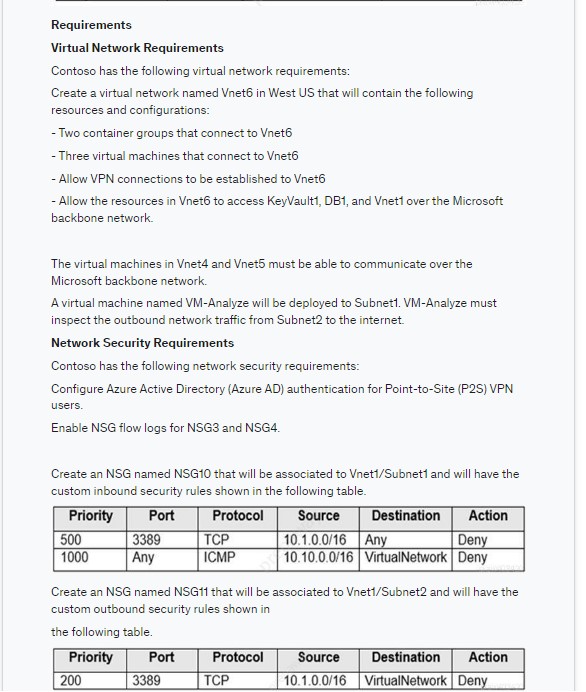 Requirements
Virtual Network Requirements
Contoso has the following virtual network requirements:
Create a virtual network named Vnet6 in West US that will contain the following
resources and configurations:
- Two container groups that connect to Vnet6
- Three virtual machines that connect to Vnet6
- Allow VPN connections to be established to Vnet6
- Allow the resources in Vnet6 to access KeyVault1, DB1, and Vnet1 over the Microsoft
backbone network.
The virtual machines in Vnet4 and Vnet5 must be able to communicate over the
Microsoft backbone network.
A virtual machine named VM-Analyze will be deployed to Subnet1. VM-Analyze must
inspect the outbound network traffic from Subnet2 to the internet.
Network Security Requirements
Contoso has the following network security requirements:
Configure Azure Active Directory (Azure AD) authentication for Point-to-Site (P2S) VPN
users.
Enable NSG flow logs for NSG3 and NSG4.
Create an NSG named NSG10 that will be associated to Vnet1/Subnet1 and will have the
custom inbound security rules shown in the following table.
Priority Port Protocol Source Destination Action
500 3389 TCP 10.1.0.0/16 Any Deny
1000 Any ICMP 10.10.0.0/16 VirtualNetwork Deny
Create an NSG named NSG11 that will be associated to Vnet1/Subnet2 and will have the
custom outbound security rules shown in
the following table.
Priority Port Protocol Source Destination Action
200 3389 TCP 10.1.0.0/16 VirtualNetwork Deny